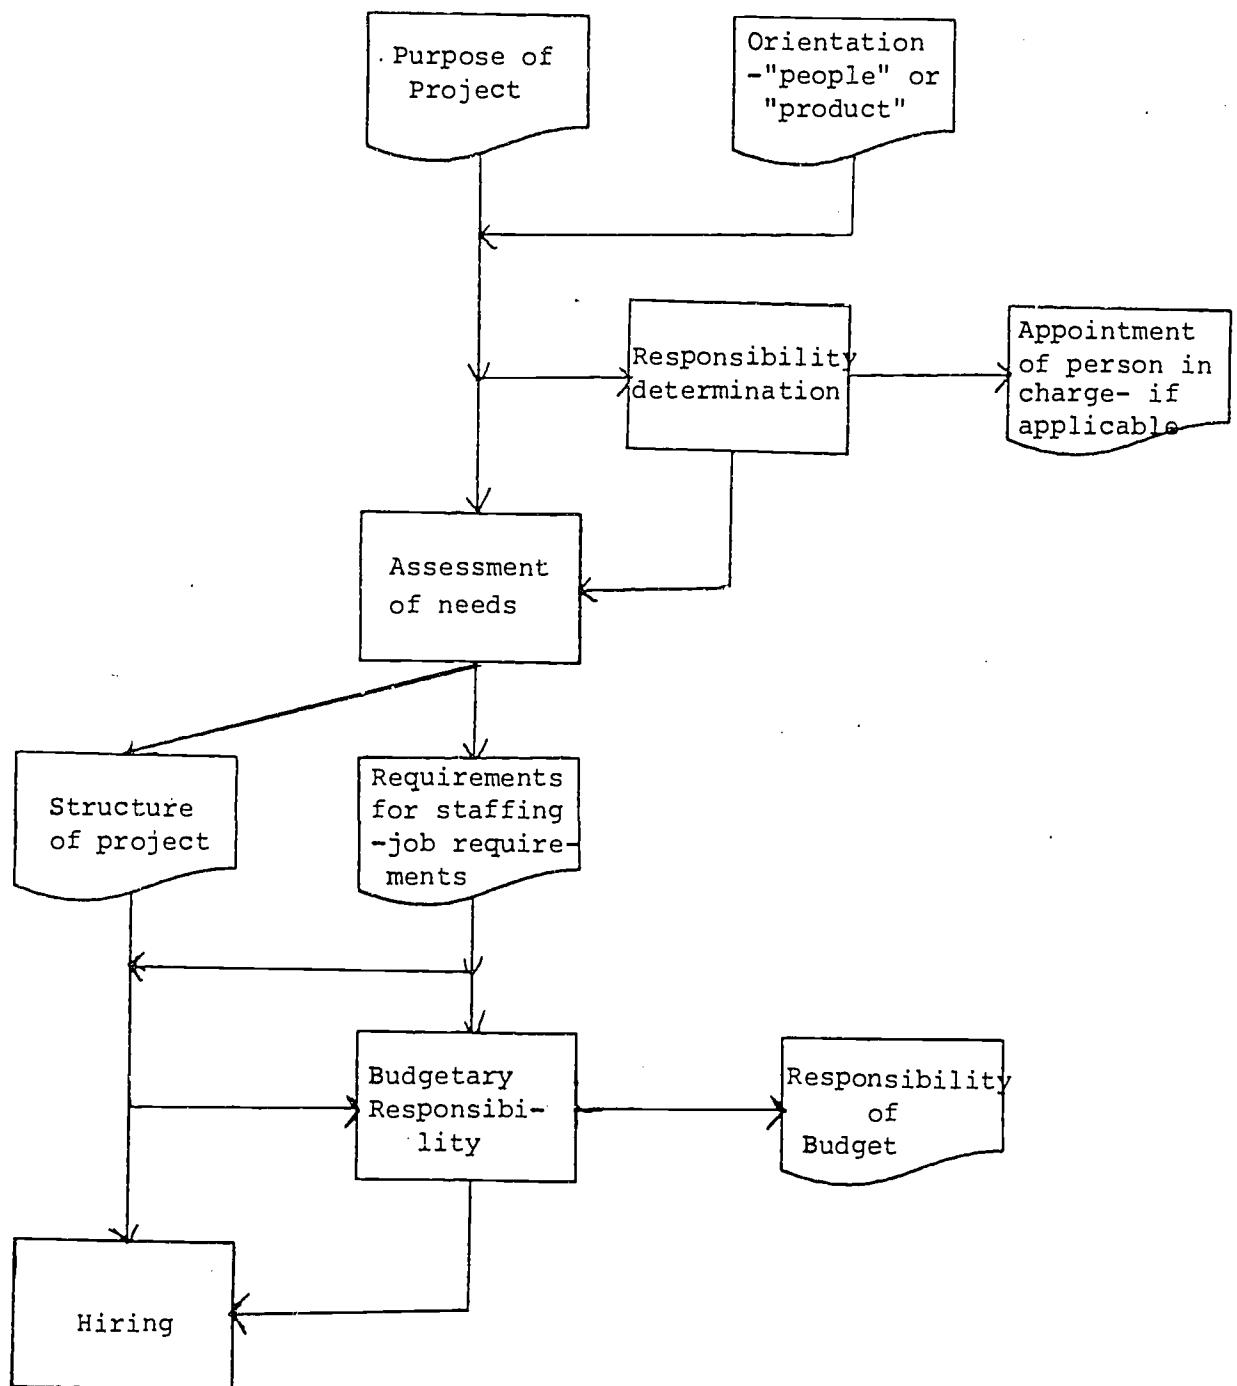 Purpose of
Project
Orientation
-"people" or
"product"
Responsibility
determination
Appointment
of person in
charge- if
applicable
Assessment
of needs
Structure
of project
Requirements
for staffing
-job require-
ments
Budgetary
Responsibi-
lity
Responsibility
of
Budget
Hiring